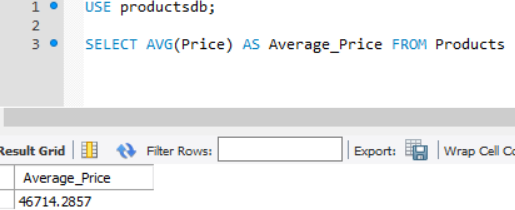 1 USE productsdb;
2
3 SELECT AVG(Price) AS Average_Price FROM Products
Result Grid Filter Rows: Export: Wrap Cell Co
Average_Price
46714.2857